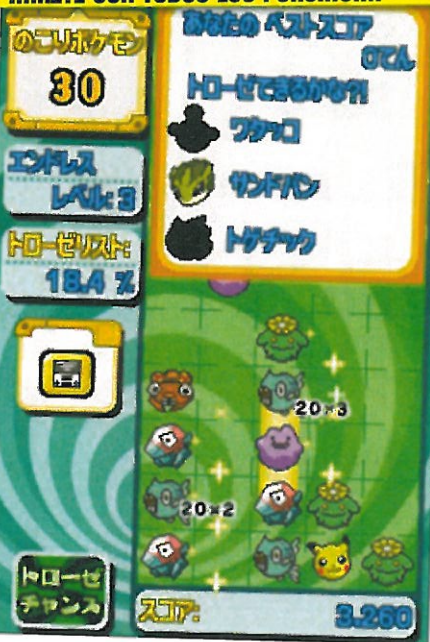 のこりポケモン
30
エンドレス
レベル: 3
トローゼリスト:
18.4 %
トローゼ
チャンス
あなたの ベストスコア
0てん
トローゼできるかな?!
ワタッコ
サンドパン
トゲチック
20×3
20×2
スコア:
3.260